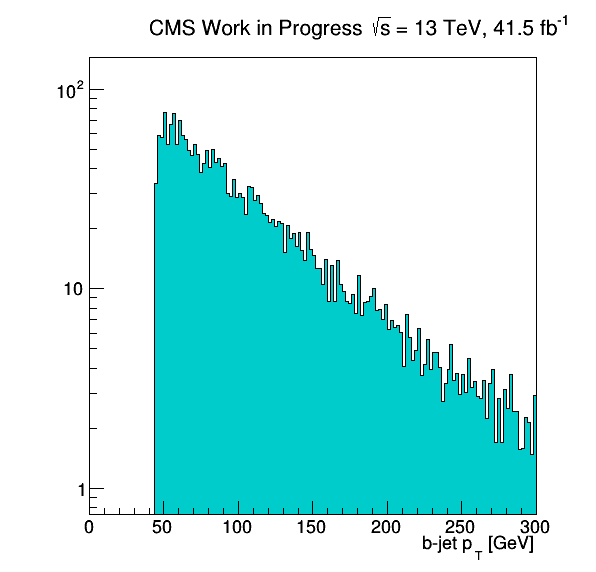 CMS Work in Progress √s = 13 TeV, 41.5 fb⁻¹
10²
10
1
0 50 100 150 200 250 300
b-jet p_T [GeV]